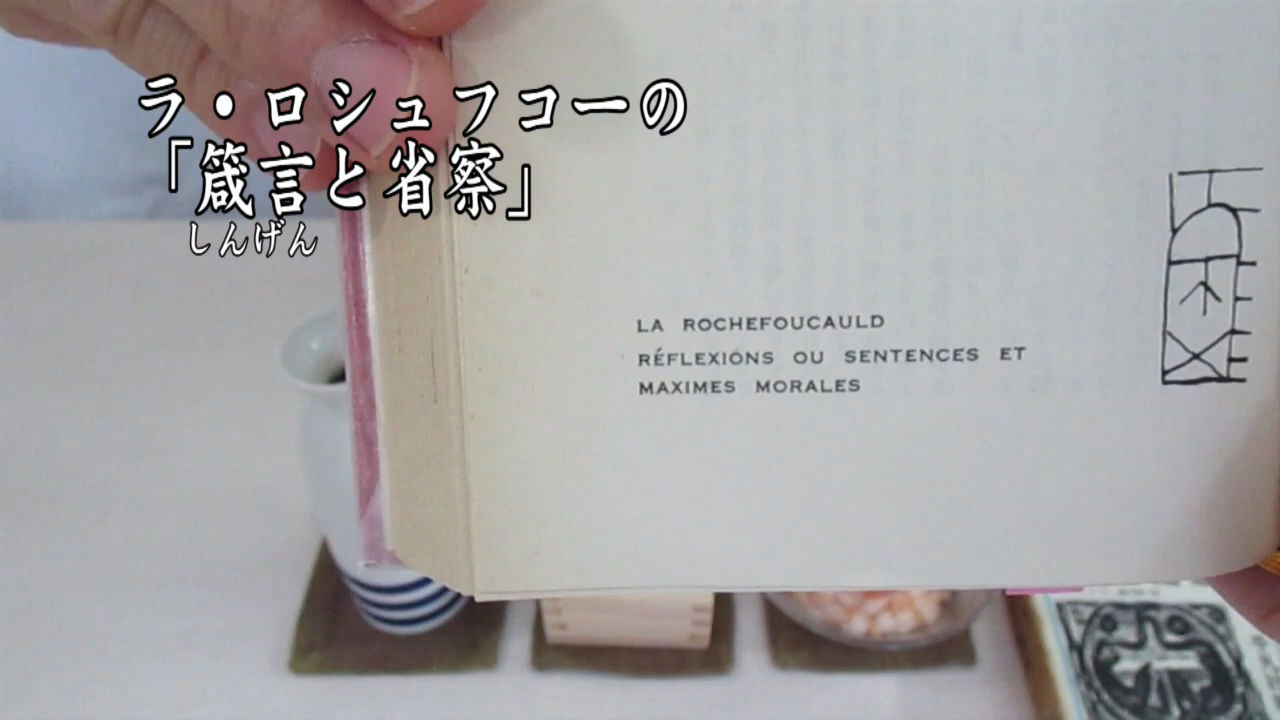 ラ・ロシュフコーの
「箴言と省察」
しんげん
LA ROCHEFOUCAULD
RÉFLEXIONS OU SENTENCES ET
MAXIMES MORALES